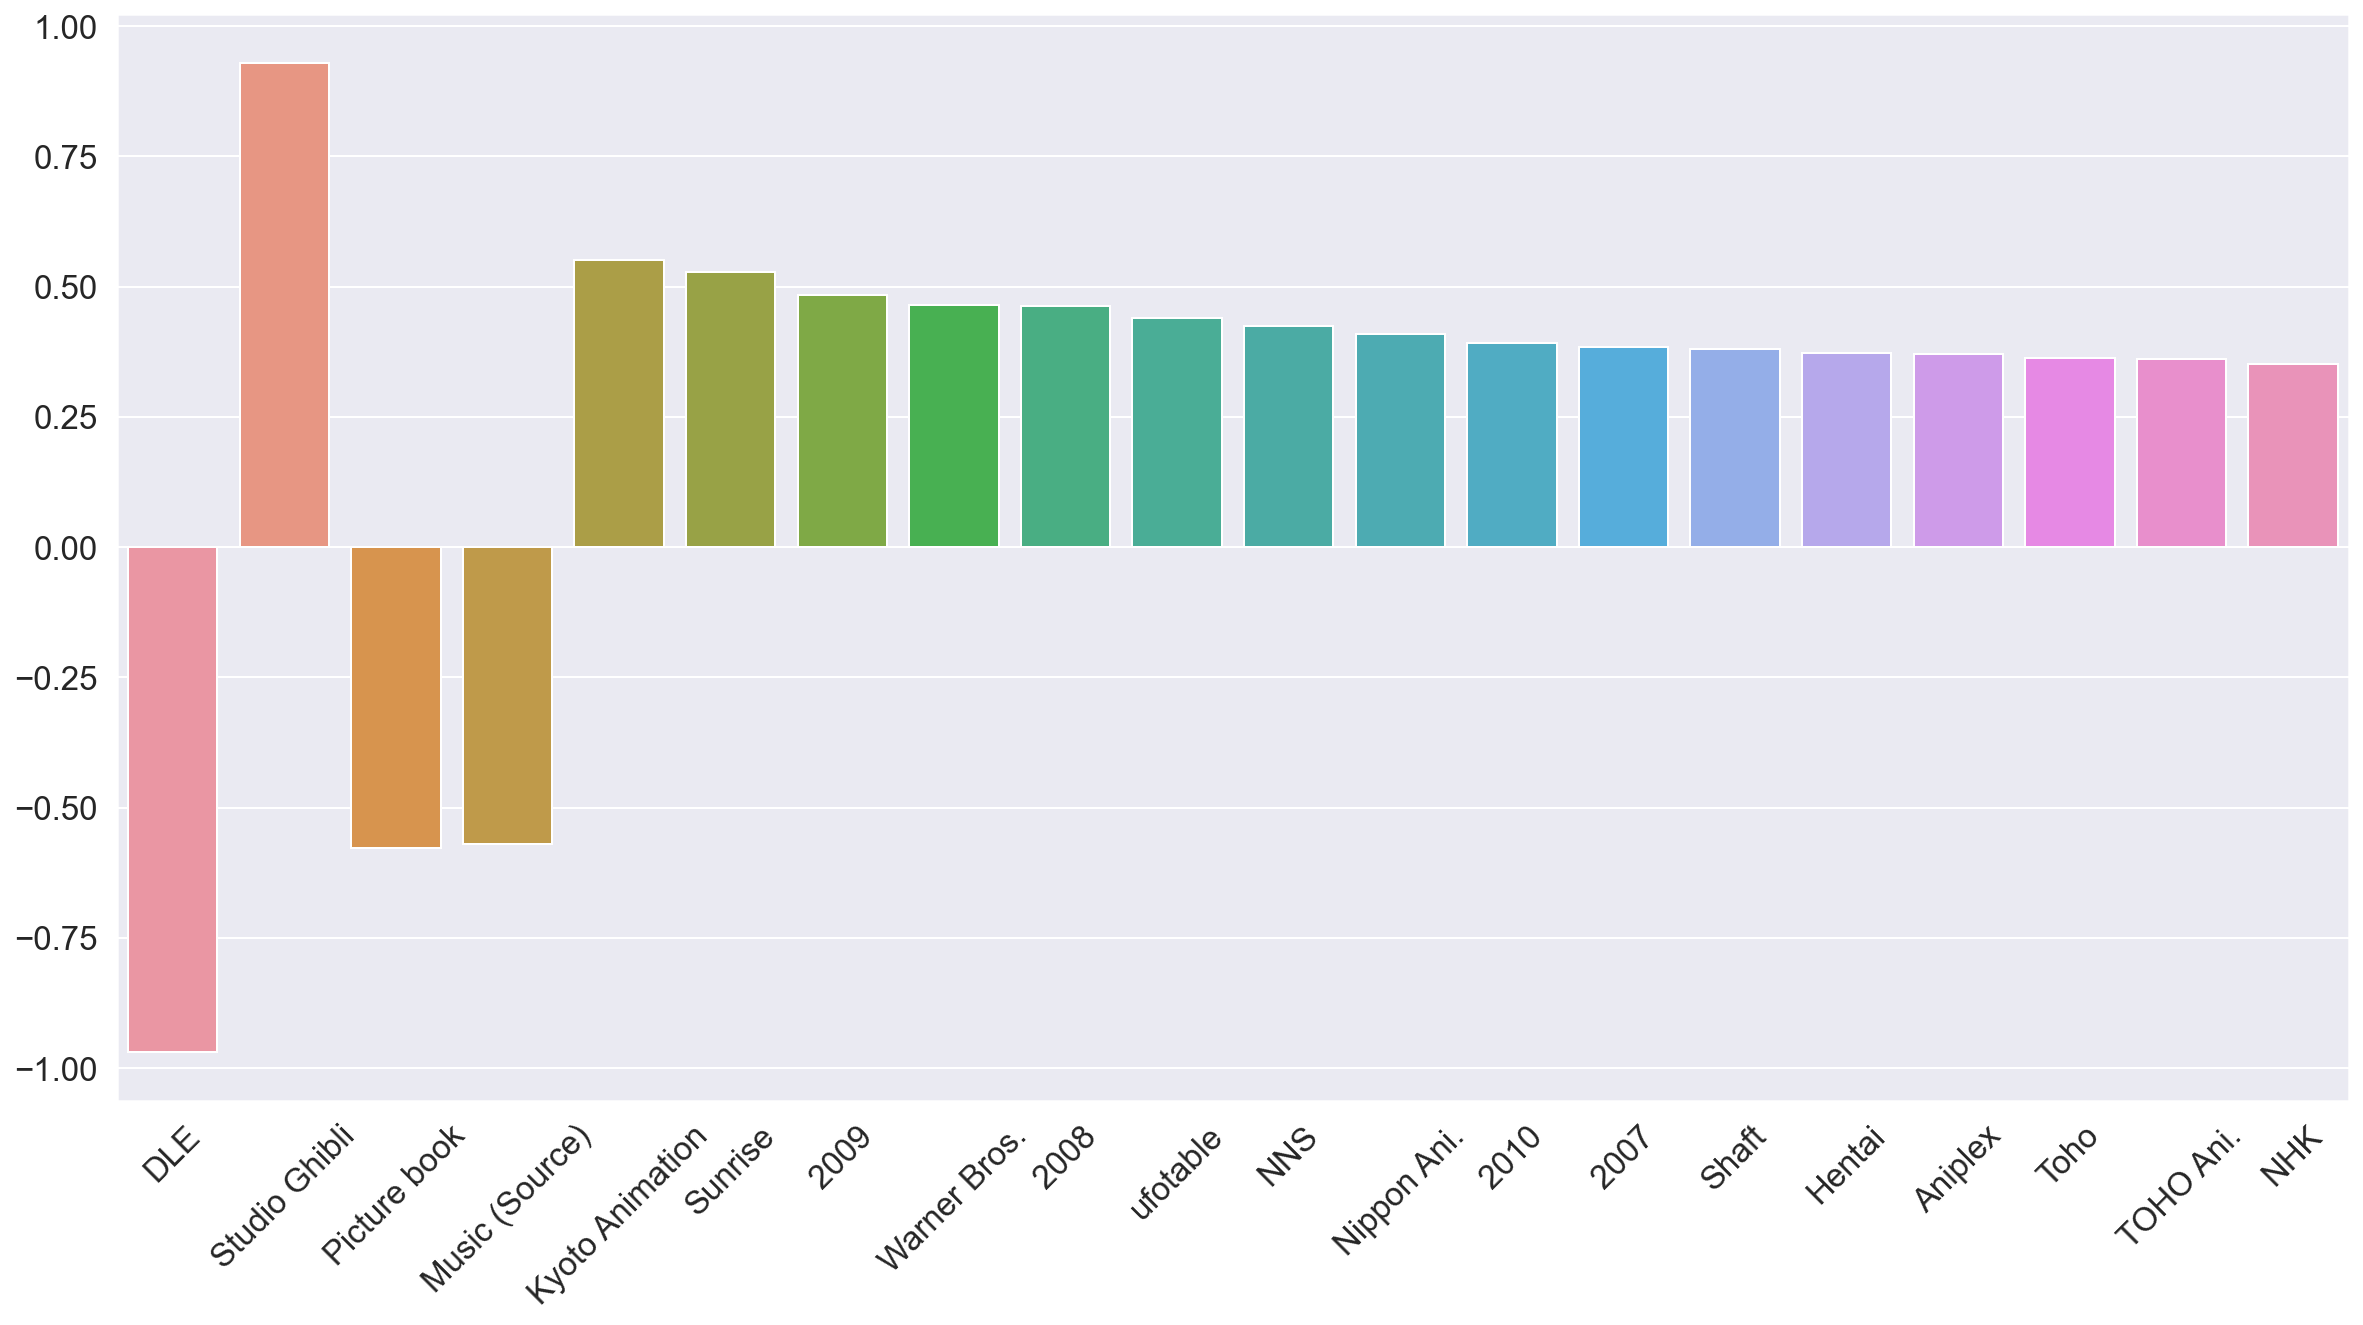 1.00
0.75
0.50
0.25
0.00
−0.25
−0.50
−0.75
−1.00
DLE
Studio Ghibli
Picture book
Music (Source)
Kyoto Animation
Sunrise
2009
Warner Bros.
2008
ufotable
NNS
Nippon Ani.
2010
2007
Shaft
Hentai
Aniplex
Toho
TOHO Ani.
NHK